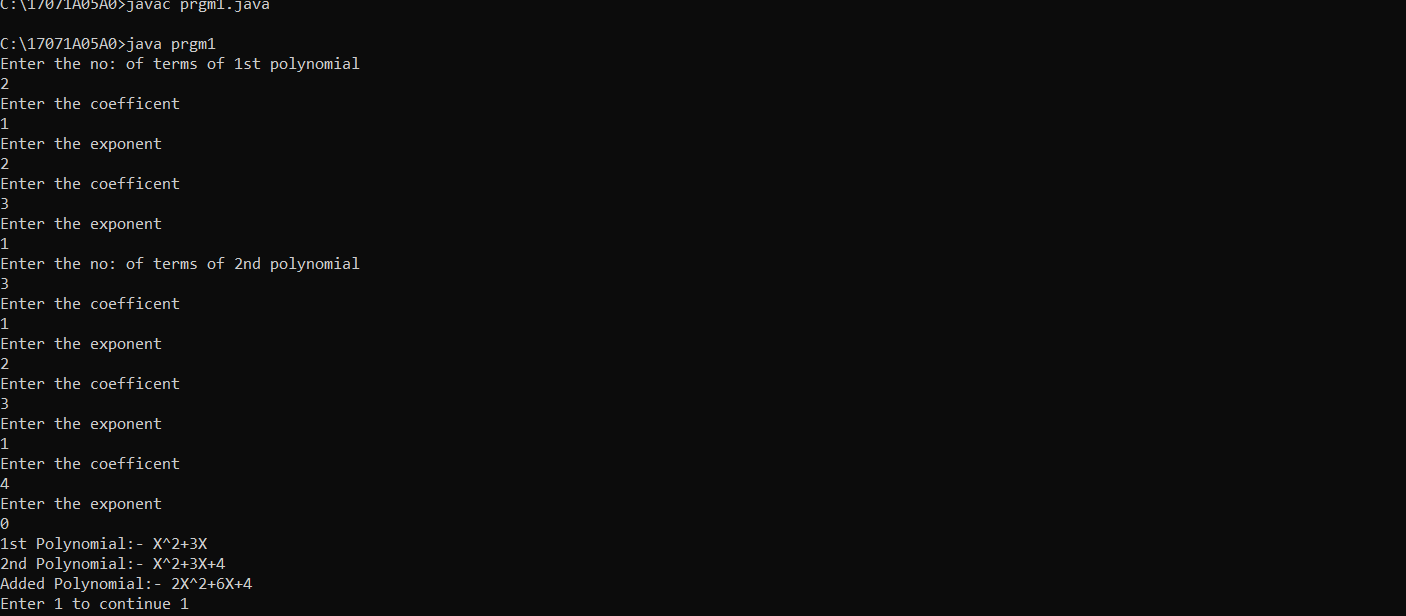 C:\17071A05A0>javac prgm1.java
C:\17071A05A0>java prgm1
Enter the no: of terms of 1st polynomial
2
Enter the coefficent
1
Enter the exponent
2
Enter the coefficent
3
Enter the exponent
1
Enter the no: of terms of 2nd polynomial
3
Enter the coefficent
1
Enter the exponent
2
Enter the coefficent
3
Enter the exponent
1
Enter the coefficent
4
Enter the exponent
0
1st Polynomial:- X^2+3X
2nd Polynomial:- X^2+3X+4
Added Polynomial:- 2X^2+6X+4
Enter 1 to continue 1